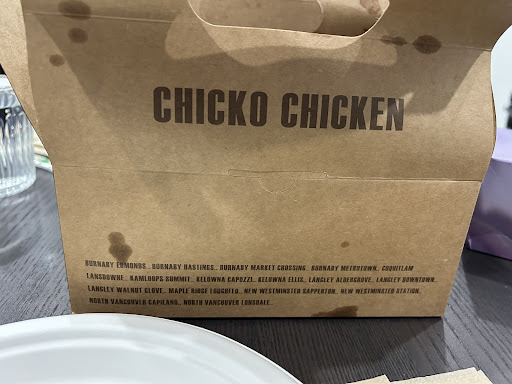 CHICKO CHICKEN
BURNABY EDMONDS.. BURNABY HASTINGS.. BURNABY MARKET CROSSING.. BURNABY METROTOWN.. COQUITLAM
LANSDOWNE.. KAMLOOPS SUMMIT.. KELOWNA CAPOZZI.. KELOWNA ELLIS.. LANGLEY ALDERGROVE.. LANGLEY DOWNTOWN..
LANGLEY WALNUT GLOVE.. MAPLE RIDGE LOUGHEED.. NEW WESTMINSTER SAPPERTON.. NEW WESTMINSTER STATION..
NORTH VANCOUVER CAPILANO.. NORTH VANCOUVER LONSDALE..